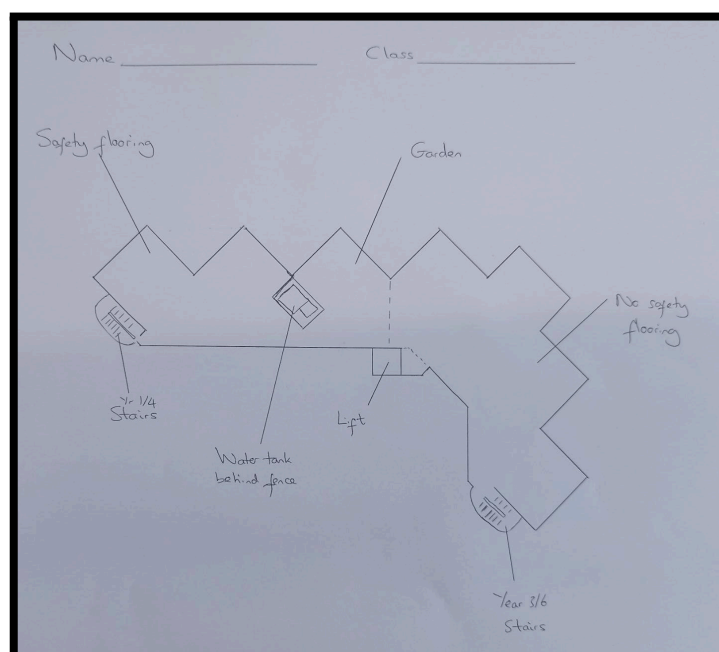 Name
Class
Safety flooring
Garden
No safety
flooring
Yr 1/4
Stairs
Lift
Water tank
behind fence
Year 3/6
Stairs